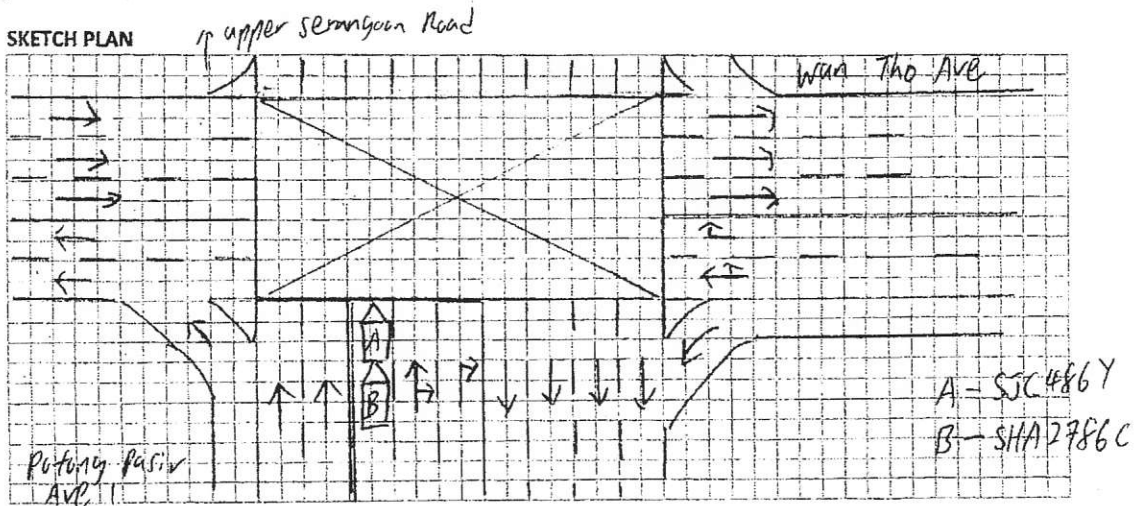 SKETCH PLAN
upper serangoon Road
Wan Tho Ave
A
B
A - SJC486Y
B - SHA2786C
Potong Pasir
Ave 1